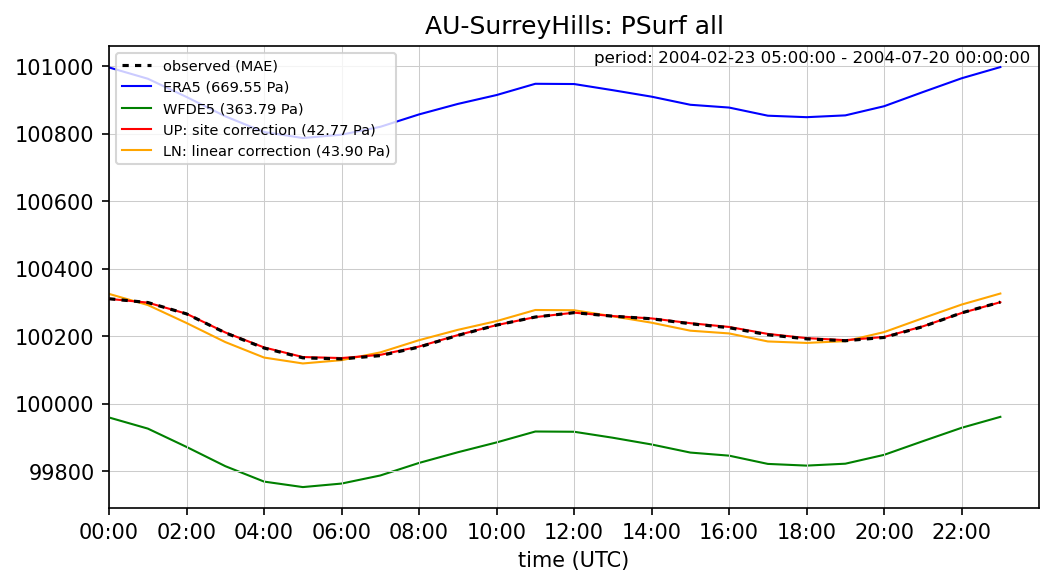 AU-SurreyHills: PSurf all
period: 2004-02-23 05:00:00 - 2004-07-20 00:00:00
observed (MAE)
ERA5 (669.55 Pa)
WFDE5 (363.79 Pa)
UP: site correction (42.77 Pa)
LN: linear correction (43.90 Pa)
101000
100800
100600
100400
100200
100000
99800
00:00 02:00 04:00 06:00 08:00 10:00 12:00 14:00 16:00 18:00 20:00 22:00
time (UTC)